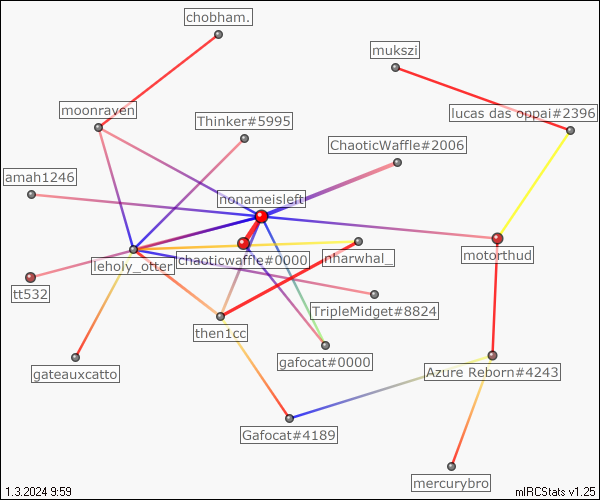 chobham.
mukszi
moonraven
Thinker#5995
lucas das oppai#2396
ChaoticWaffle#2006
amah1246
nonameisleft
leholy_otter
chaoticwaffle#0000
narwhal_
motorthud
tt532
TripleMidget#8824
then1cc
gafocat#0000
gateauxcatto
Azure Reborn#4243
Gafocat#4189
mercurybro
1.3.2024 9:59
mIRCStats v1.25